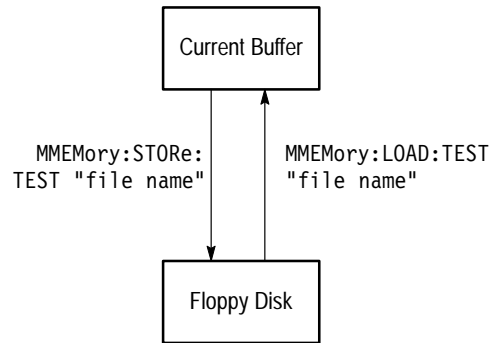 Current Buffer
MMEMory:STORe:
TEST "file name"
MMEMory:LOAD:TEST
"file name"
Floppy Disk